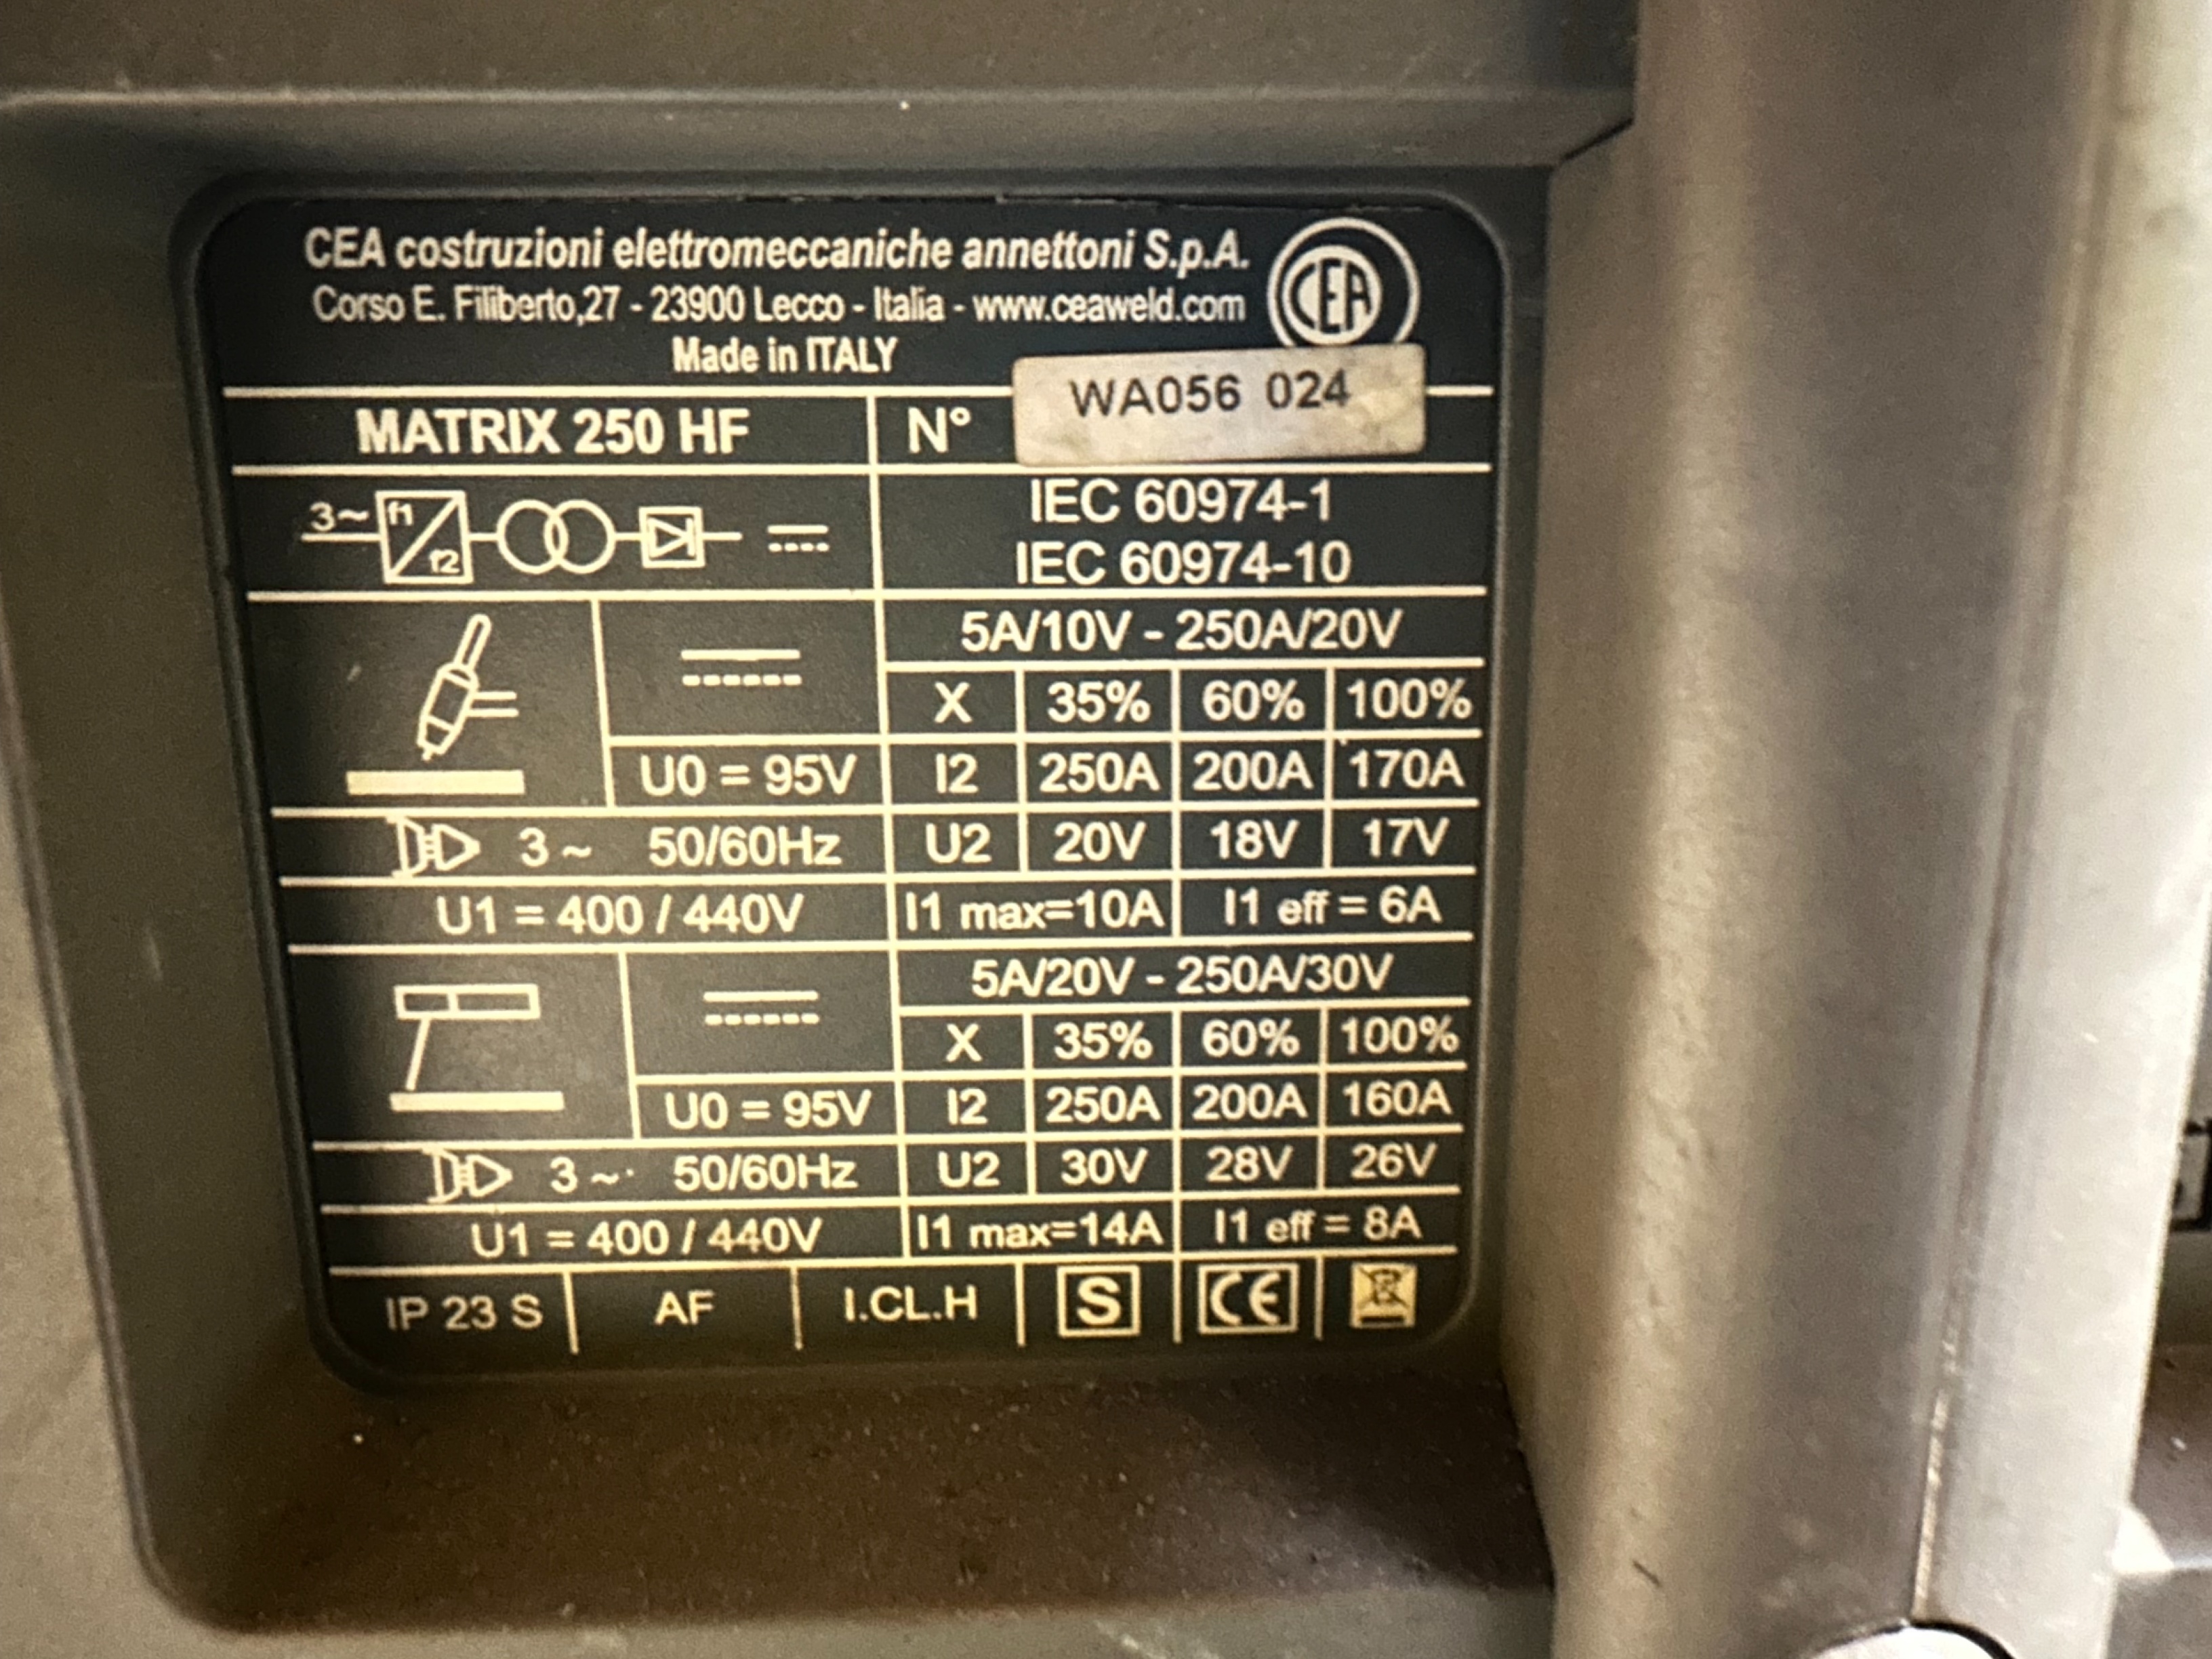 CEA costruzioni elettromeccaniche annettoni S.p.A.
Corso E. Filiberto,27 - 23900 Lecco - Italia - www.ceaweld.com
CEA
Made in ITALY
MATRIX 250 HF N° WA056 024
3~ f1 f2
IEC 60974-1
IEC 60974-10
5A/10V - 250A/20V
X 35% 60% 100%
U0 = 95V I2 250A 200A 170A
3~ 50/60Hz U2 20V 18V 17V
U1 = 400 / 440V I1 max=10A I1 eff = 6A
5A/20V - 250A/30V
X 35% 60% 100%
U0 = 95V I2 250A 200A 160A
3~ 50/60Hz U2 30V 28V 26V
U1 = 400 / 440V I1 max=14A I1 eff = 8A
IP 23 S AF I.CL.H S CE